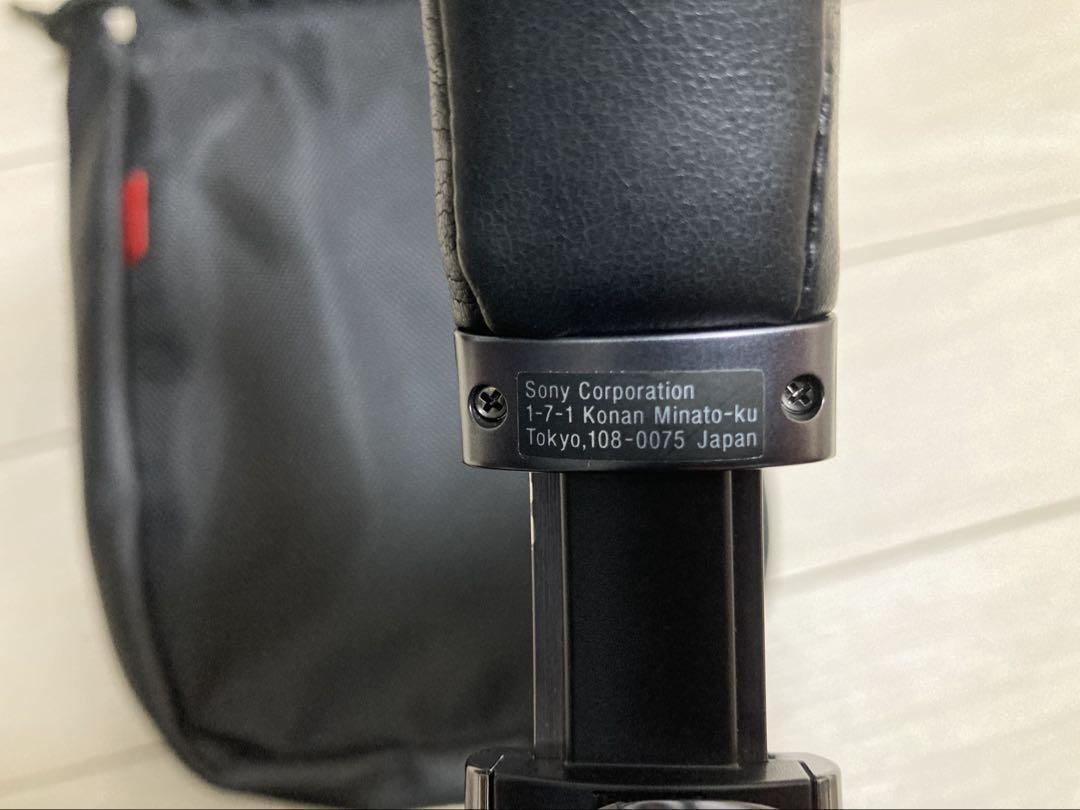 Sony Corporation
1-7-1 Konan Minato-ku
Tokyo,108-0075 Japan